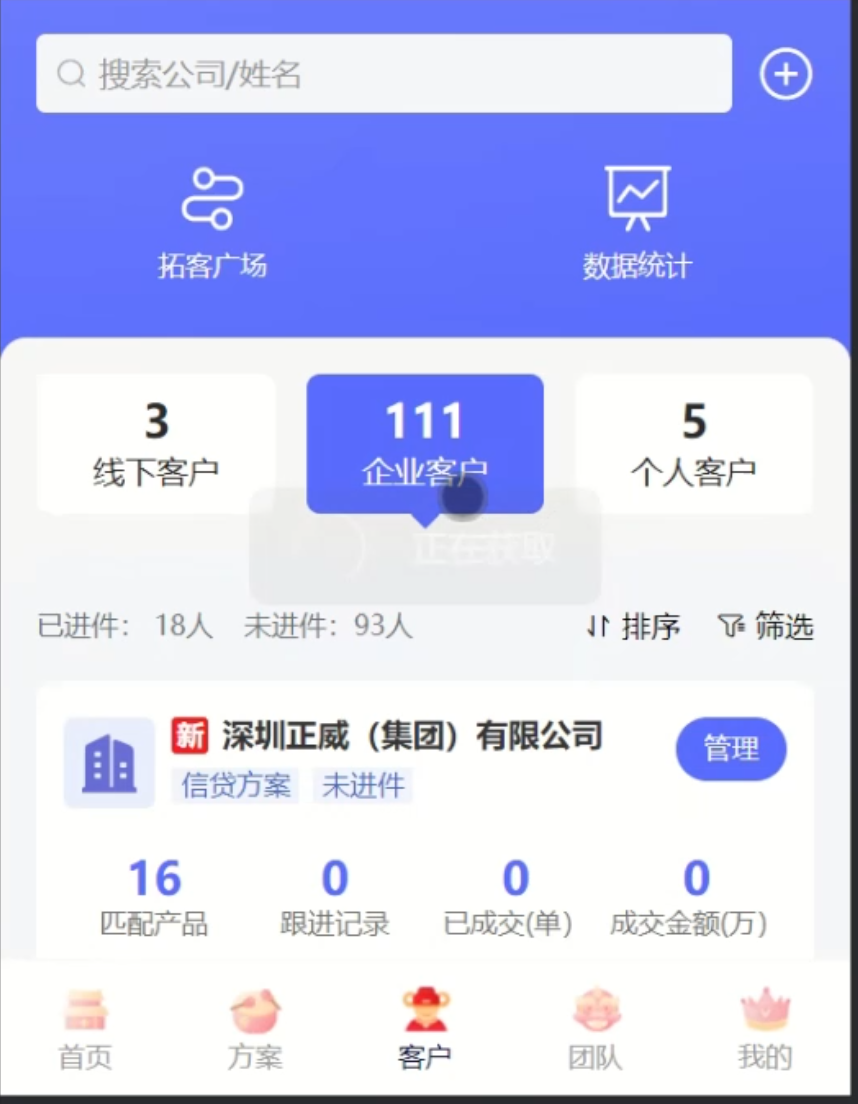 搜索公司/姓名
拓客广场 数据统计
3 111 5
线下客户 企业客户 个人客户
正在获取
已进件： 18人 未进件：93人 排序 筛选
新 深圳正威（集团）有限公司 管理
信贷方案 未进件
16 0 0 0
匹配产品 跟进记录 已成交(单) 成交金额(万)
首页 方案 客户 团队 我的